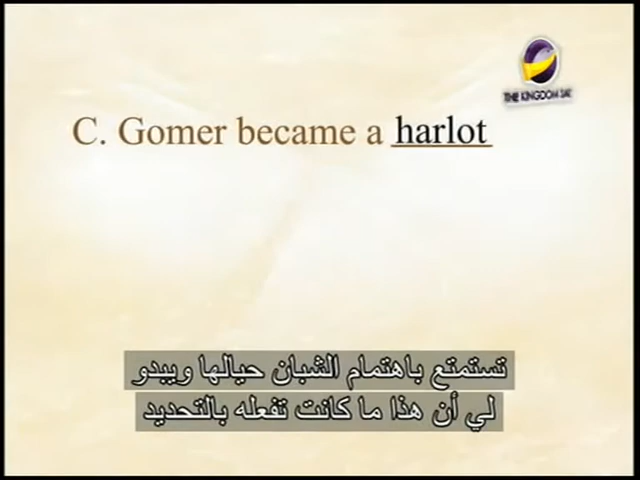 THE KINGDOM SAT
C. Gomer became a harlot
تستمتع باهتمام الشبان حيالها ويبدو
لي أن هذا ما كانت تفعله بالتحديد